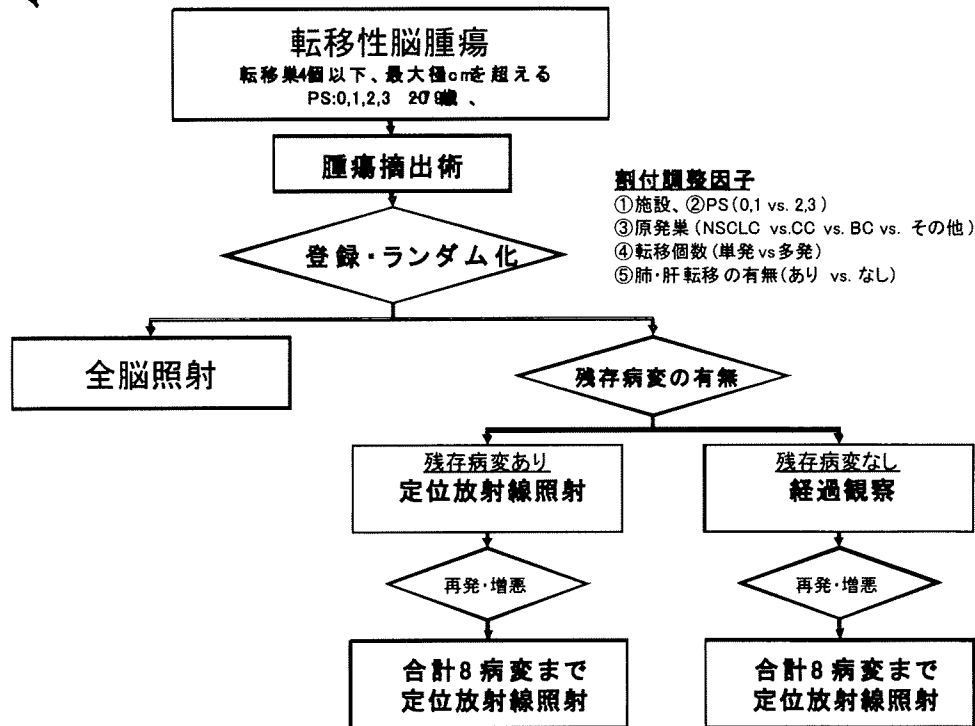 転移性脳腫瘍
転移巣4個以下、最大径cmを超える
PS:0,1,2,3
腫瘍摘出術
登録・ランダム化
割付調整因子
①施設、②PS(0,1 vs. 2,3)
③原発巣(NSCLC vs.CC vs. BC vs. その他)
④転移個数(単発vs多発)
⑤肺・肝転移の有無(あり vs. なし)
全脳照射
残存病変の有無
残存病変あり
定位放射線照射
残存病変なし
経過観察
再発・増悪
再発・増悪
合計8病変まで
定位放射線照射
合計8病変まで
定位放射線照射